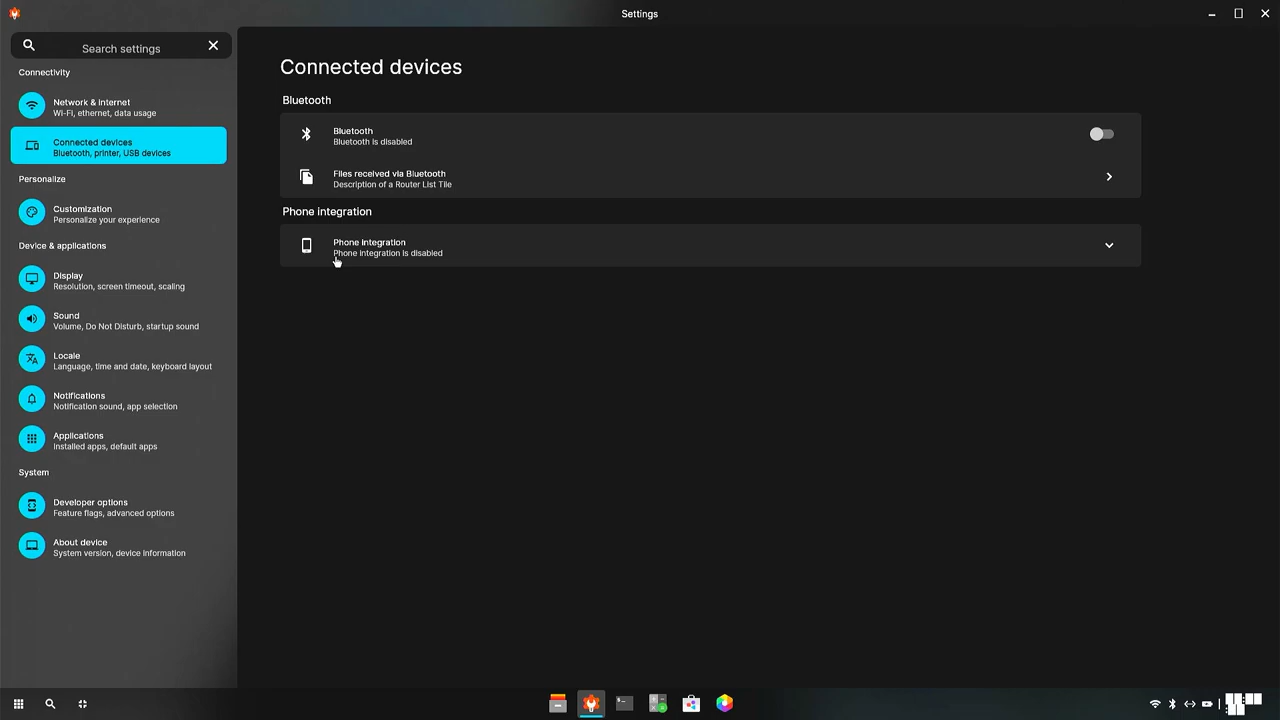 Settings
Search settings
Connectivity
Network & internet
Wi-Fi, ethernet, data usage
Connected devices
Bluetooth, printer, USB devices
Personalize
Customization
Personalize your experience
Device & applications
Display
Resolution, screen timeout, scaling
Sound
Volume, Do Not Disturb, startup sound
Locale
Language, time and date, keyboard layout
Notifications
Notification sound, app selection
Applications
Installed apps, default apps
System
Developer options
Feature flags, advanced options
About device
System version, device information
Connected devices
Bluetooth
Bluetooth
Bluetooth is disabled
Files received via Bluetooth
Description of a Router List Tile
Phone integration
Phone integration
Phone integration is disabled